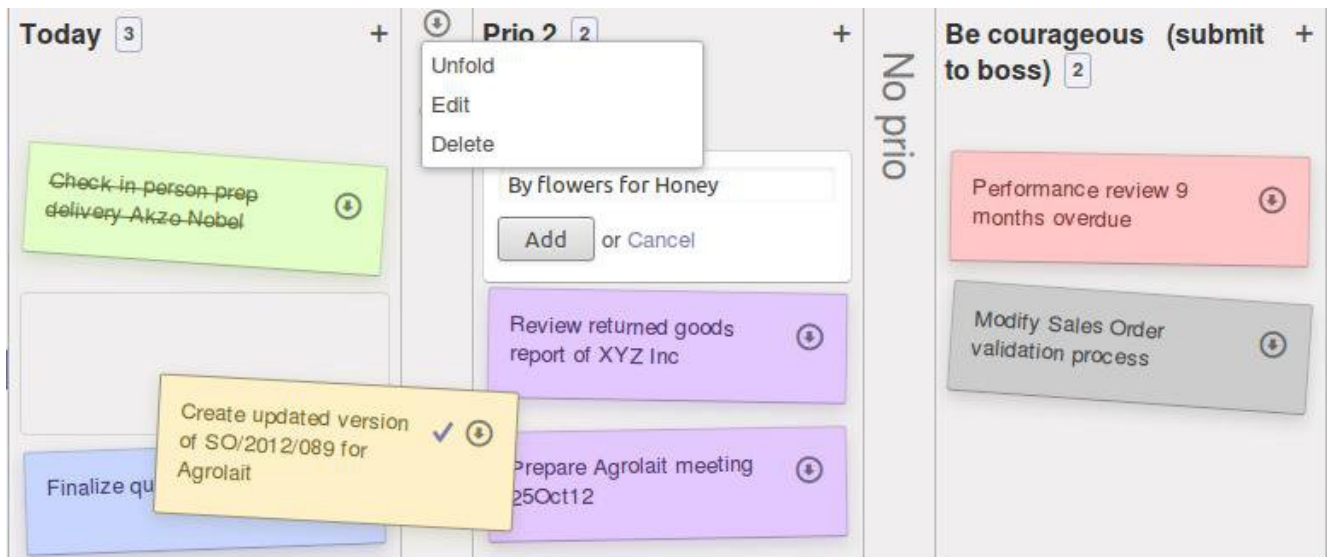 Today 3 +
Check in person prep
delivery Akzo Nobel
Create updated version
of SO/2012/089 for
Agrolait
Finalize qu
Unfold
Edit
Delete
Prio 2 2 +
By flowers for Honey
Add or Cancel
Review returned goods
report of XYZ Inc
Prepare Agrolait meeting
25Oct12
No prio
Be courageous (submit +
to boss) 2
Performance review 9
months overdue
Modify Sales Order
validation process